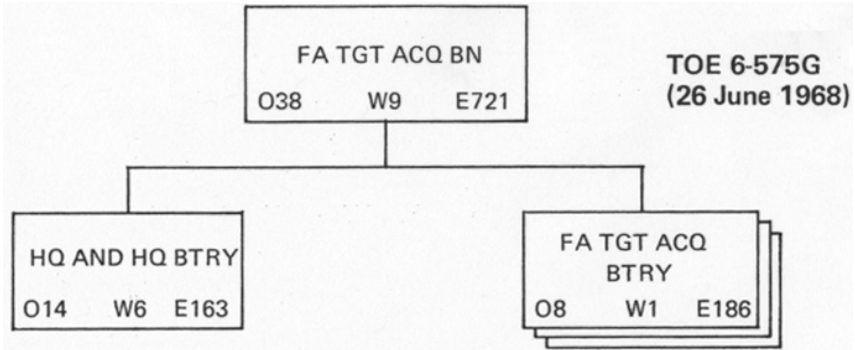 FA TGT ACQ BN
O38 W9 E721
TOE 6-575G
(26 June 1968)
HQ AND HQ BTRY
O14 W6 E163
FA TGT ACQ
BTRY
O8 W1 E186